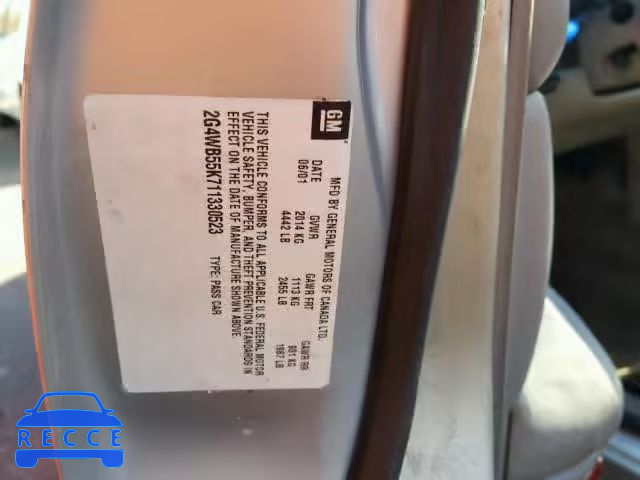 GM
MFD BY GENERAL MOTORS OF CANADA LTD.
DATE GVWR GAWR FRT GAWR RR
06/01 2014 KG 1113 KG 901 KG
4442 LB 2455 LB 1987 LB
THIS VEHICLE CONFORMS TO ALL APPLICABLE U.S. FEDERAL MOTOR
VEHICLE SAFETY, BUMPER, AND THEFT PREVENTION STANDARDS IN
EFFECT ON THE DATE OF MANUFACTURE SHOWN ABOVE.
2G4WB55K711330523 TYPE: PASS CAR
RECCE